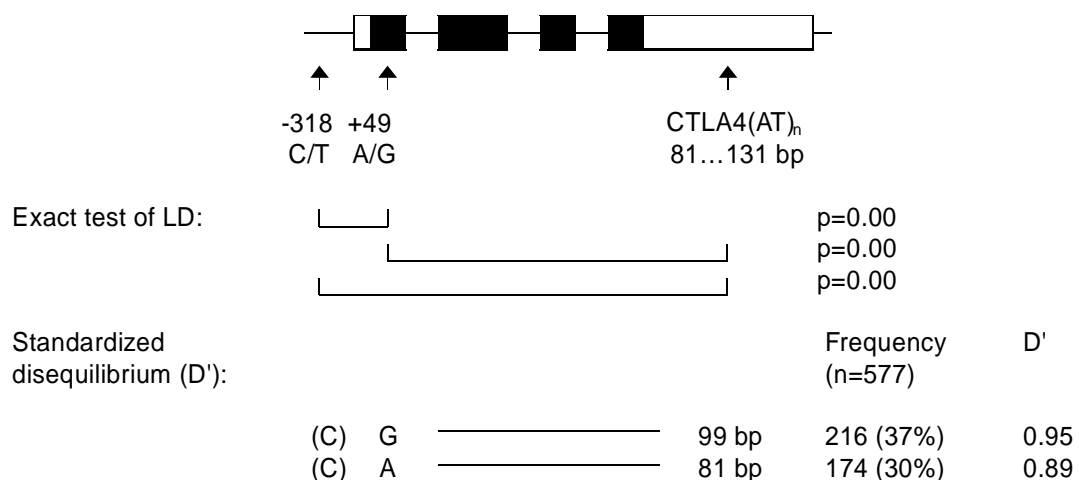 -318 +49 CTLA4(AT)n
C/T A/G 81...131 bp
Exact test of LD: p=0.00
p=0.00
p=0.00
Standardized Frequency D'
disequilibrium (D'): (n=577)
(C) G 99 bp 216 (37%) 0.95
(C) A 81 bp 174 (30%) 0.89